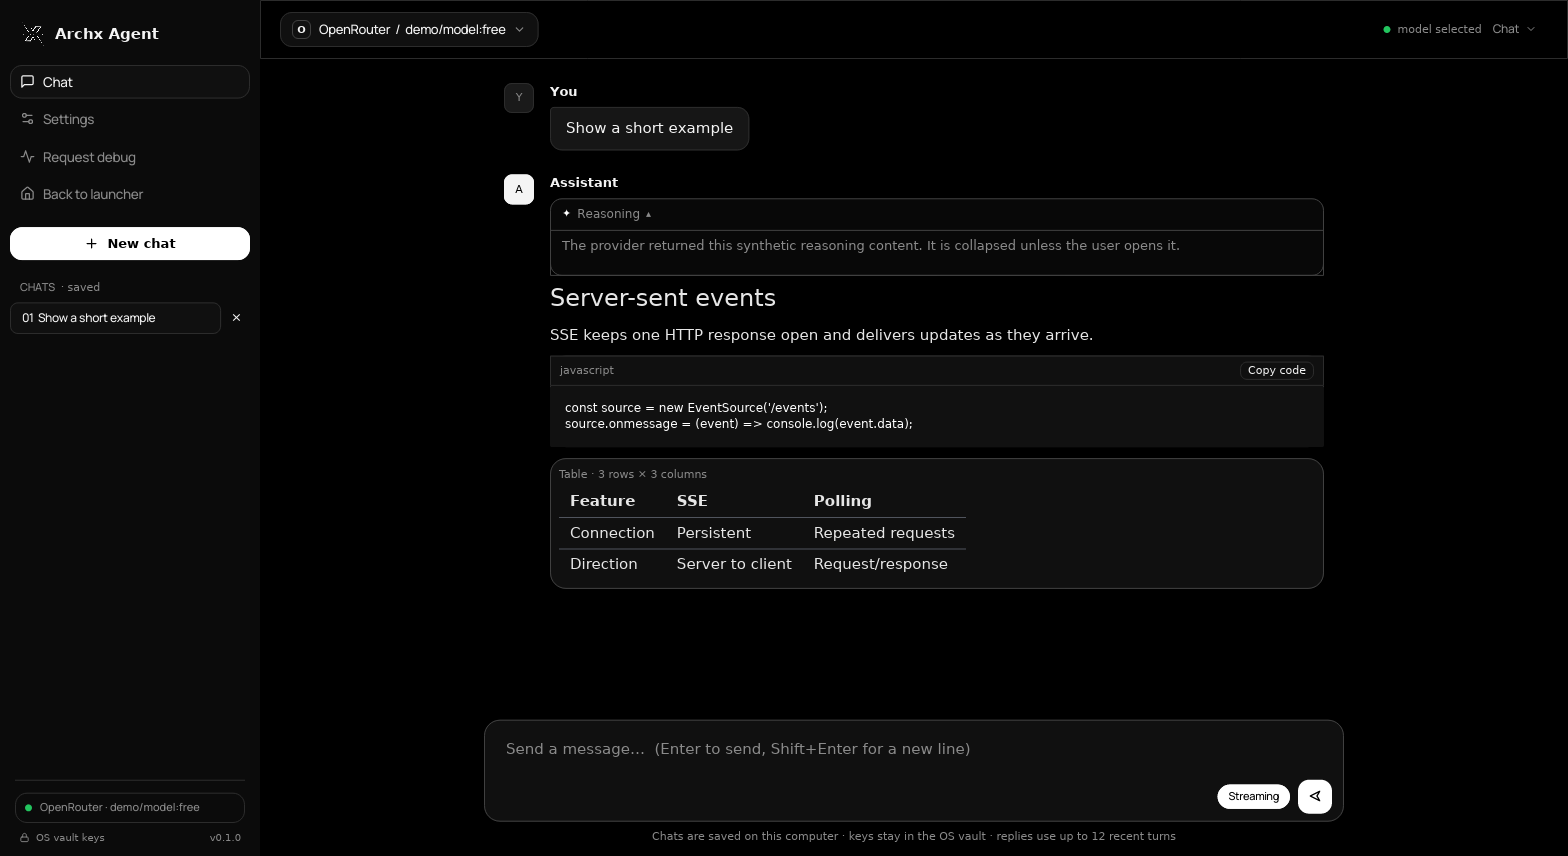 Archx Agent
Chat
Settings
Request debug
Back to launcher
+ New chat
CHATS · saved
01 Show a short example
×
OpenRouter · demo/model:free
OS vault keys v0.1.0
O OpenRouter / demo/model:free
model selected Chat
Y You
Show a short example
A Assistant
✦ Reasoning ▴
The provider returned this synthetic reasoning content. It is collapsed unless the user opens it.
Server-sent events
SSE keeps one HTTP response open and delivers updates as they arrive.
javascript Copy code
const source = new EventSource('/events');
source.onmessage = (event) => console.log(event.data);
Table · 3 rows × 3 columns
Feature SSE Polling
Connection Persistent Repeated requests
Direction Server to client Request/response
Send a message… (Enter to send, Shift+Enter for a new line)
Streaming
Chats are saved on this computer · keys stay in the OS vault · replies use up to 12 recent turns